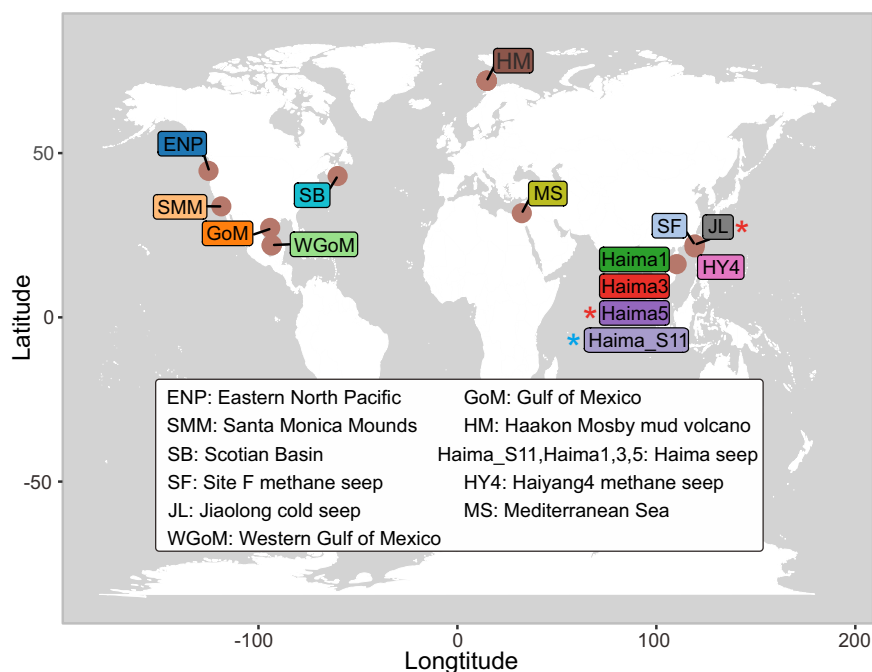 HM
ENP
SB
MS
SMM
SF
JL *
GoM
WGoM
Haima1
HY4
Haima3
* Haima5
* Haima_S11
50
0
-50
Latitude
ENP: Eastern North Pacific
GoM: Gulf of Mexico
SMM: Santa Monica Mounds
HM: Haakon Mosby mud volcano
SB: Scotian Basin
Haima_S11,Haima1,3,5: Haima seep
SF: Site F methane seep
HY4: Haiyang4 methane seep
JL: Jiaolong cold seep
MS: Mediterranean Sea
WGoM: Western Gulf of Mexico
-100 0 100 200
Longtitude